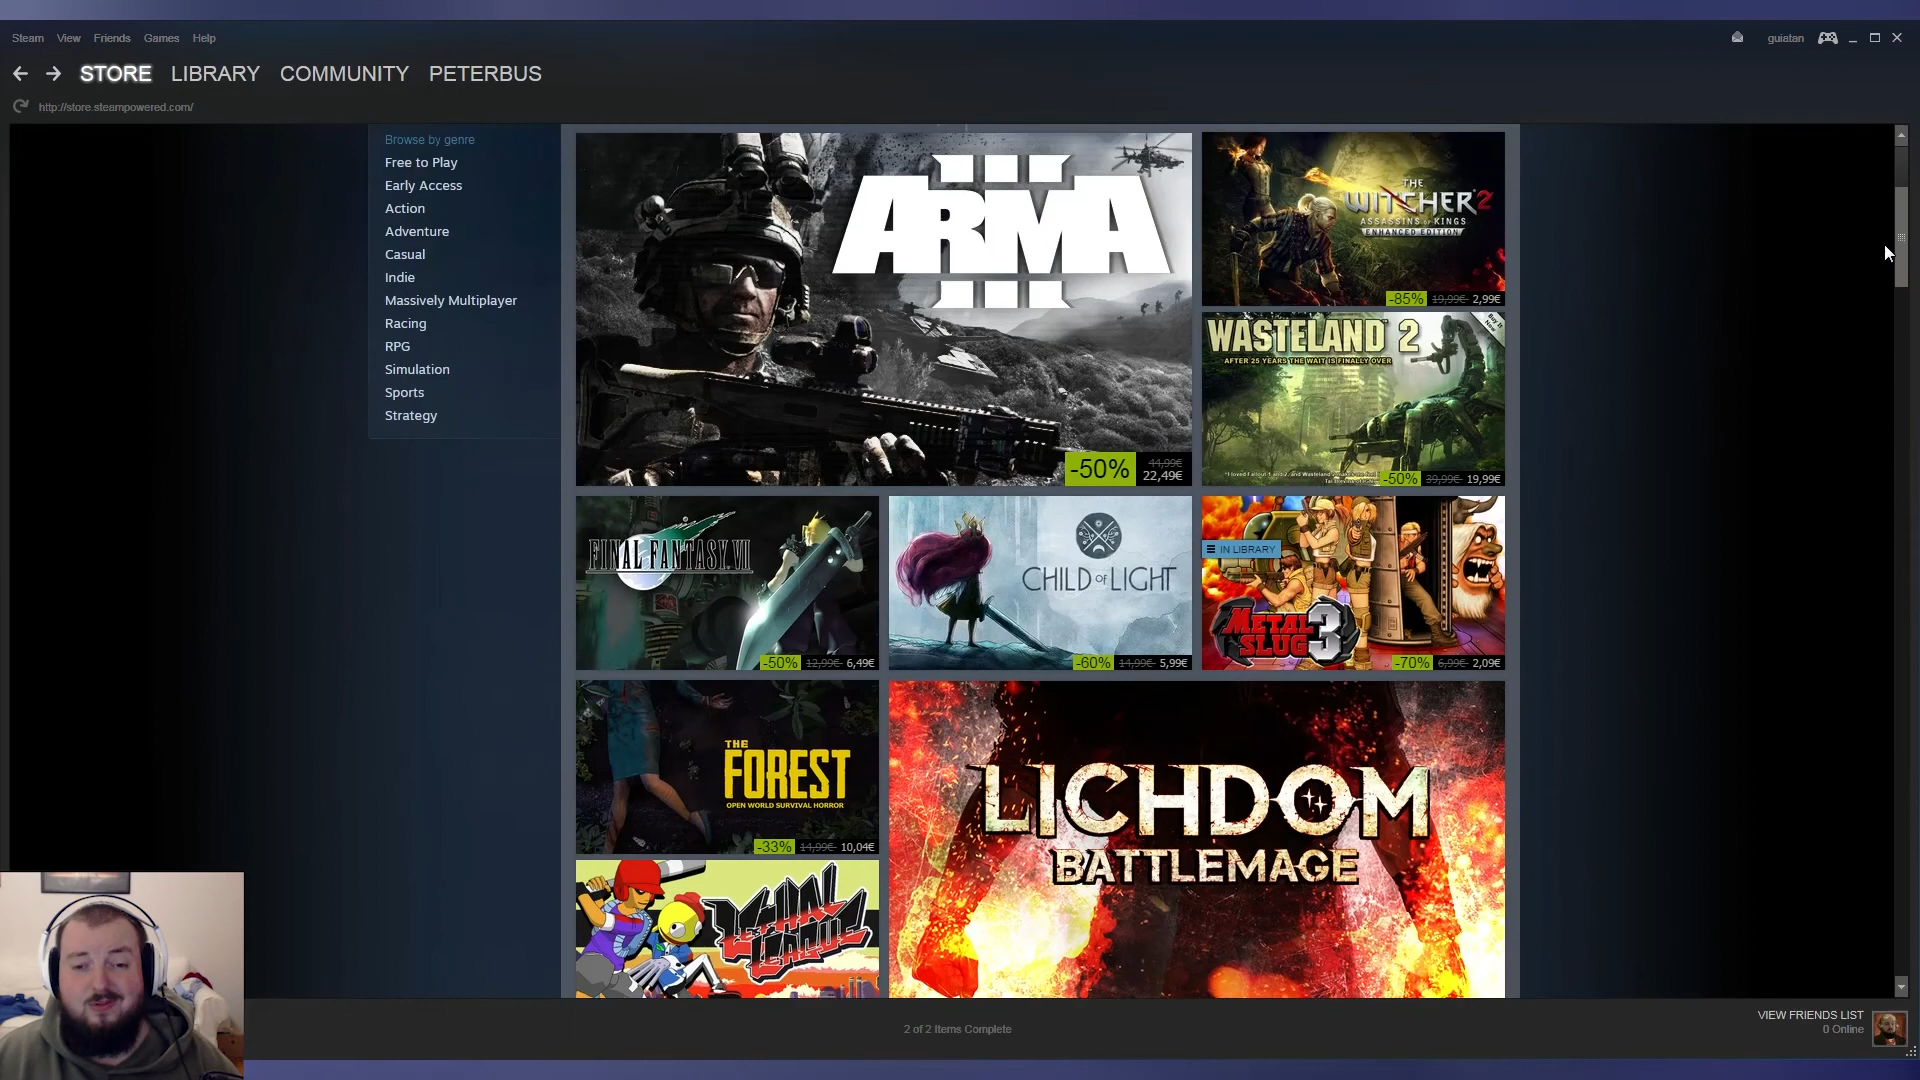 Steam View Friends Games Help
guiatan
STORE LIBRARY COMMUNITY PETERBUS
http://store.steampowered.com/
Browse by genre
Free to Play
Early Access
Action
Adventure
Casual
Indie
Massively Multiplayer
Racing
RPG
Simulation
Sports
Strategy
III
ARMA
III
-50% 44,99€
22,49€
THE
WITCHER 2
ASSASSINS OF KINGS
ENHANCED EDITION
-85% 19,99€ 2,99€
WASTELAND 2
AFTER 25 YEARS THE WAIT IS FINALLY OVER
Buy It
Now
-50% 39,99€ 19,99€
FINAL FANTASY VII
-50% 12,99€ 6,49€
CHILD OF LIGHT
-60% 14,99€ 5,99€
IN LIBRARY
METAL
SLUG 3
-70% 6,99€ 2,09€
THE
FOREST
OPEN WORLD SURVIVAL HORROR
-33% 14,99€ 10,04€
LETHAL
LEAGUE
LICHDOM
BATTLEMAGE
2 of 2 Items Complete
VIEW FRIENDS LIST
0 Online